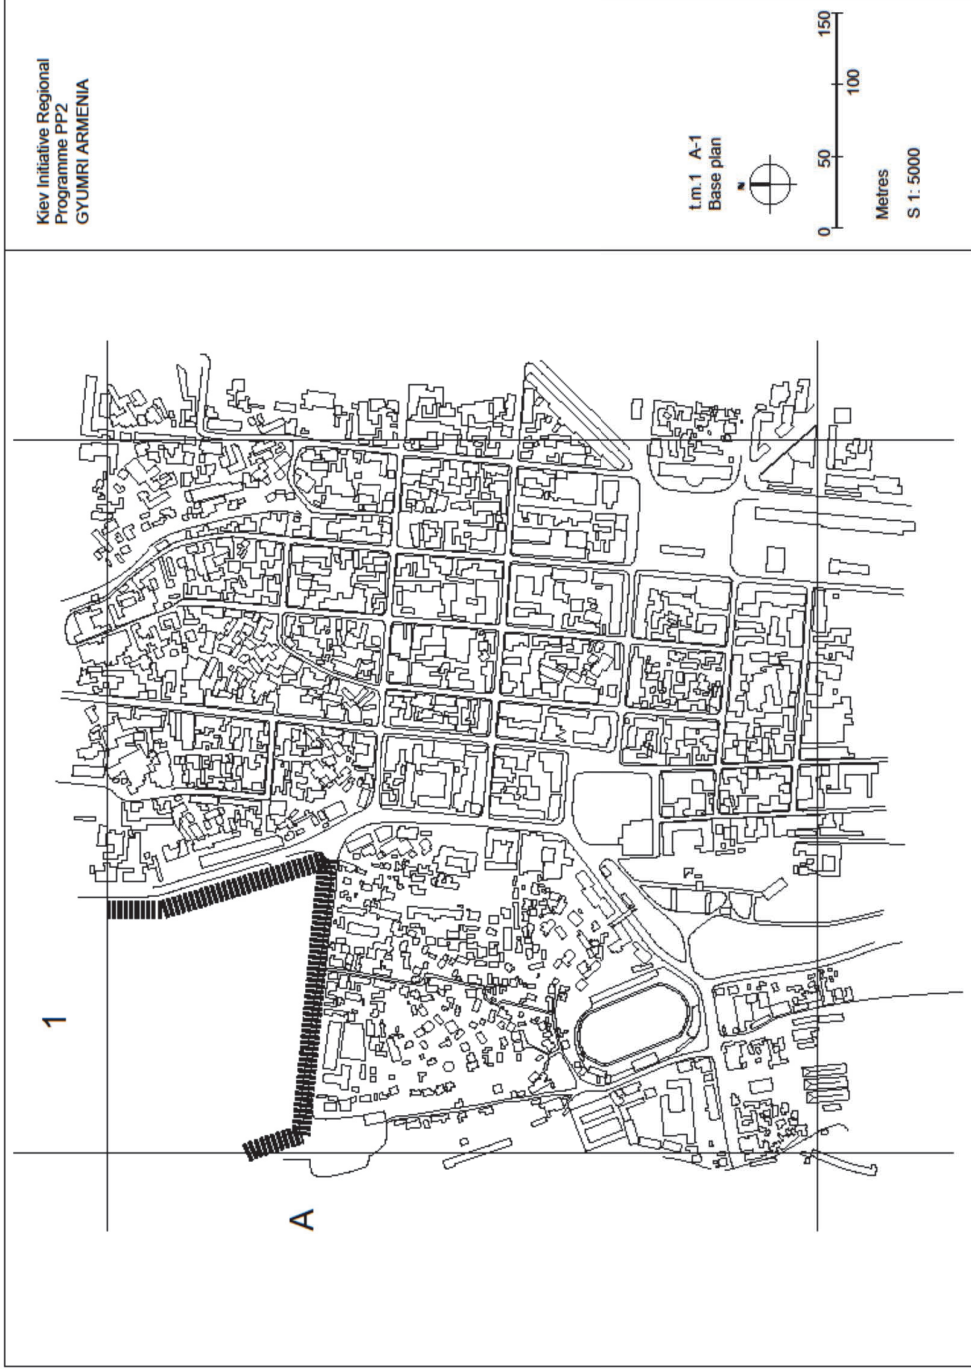 Kiev Initiative Regional
Programme PP2
GYUMRI ARMENIA
1
A
t.m.1 A-1
Base plan
N
0 50 100 150
Metres
S 1: 5000